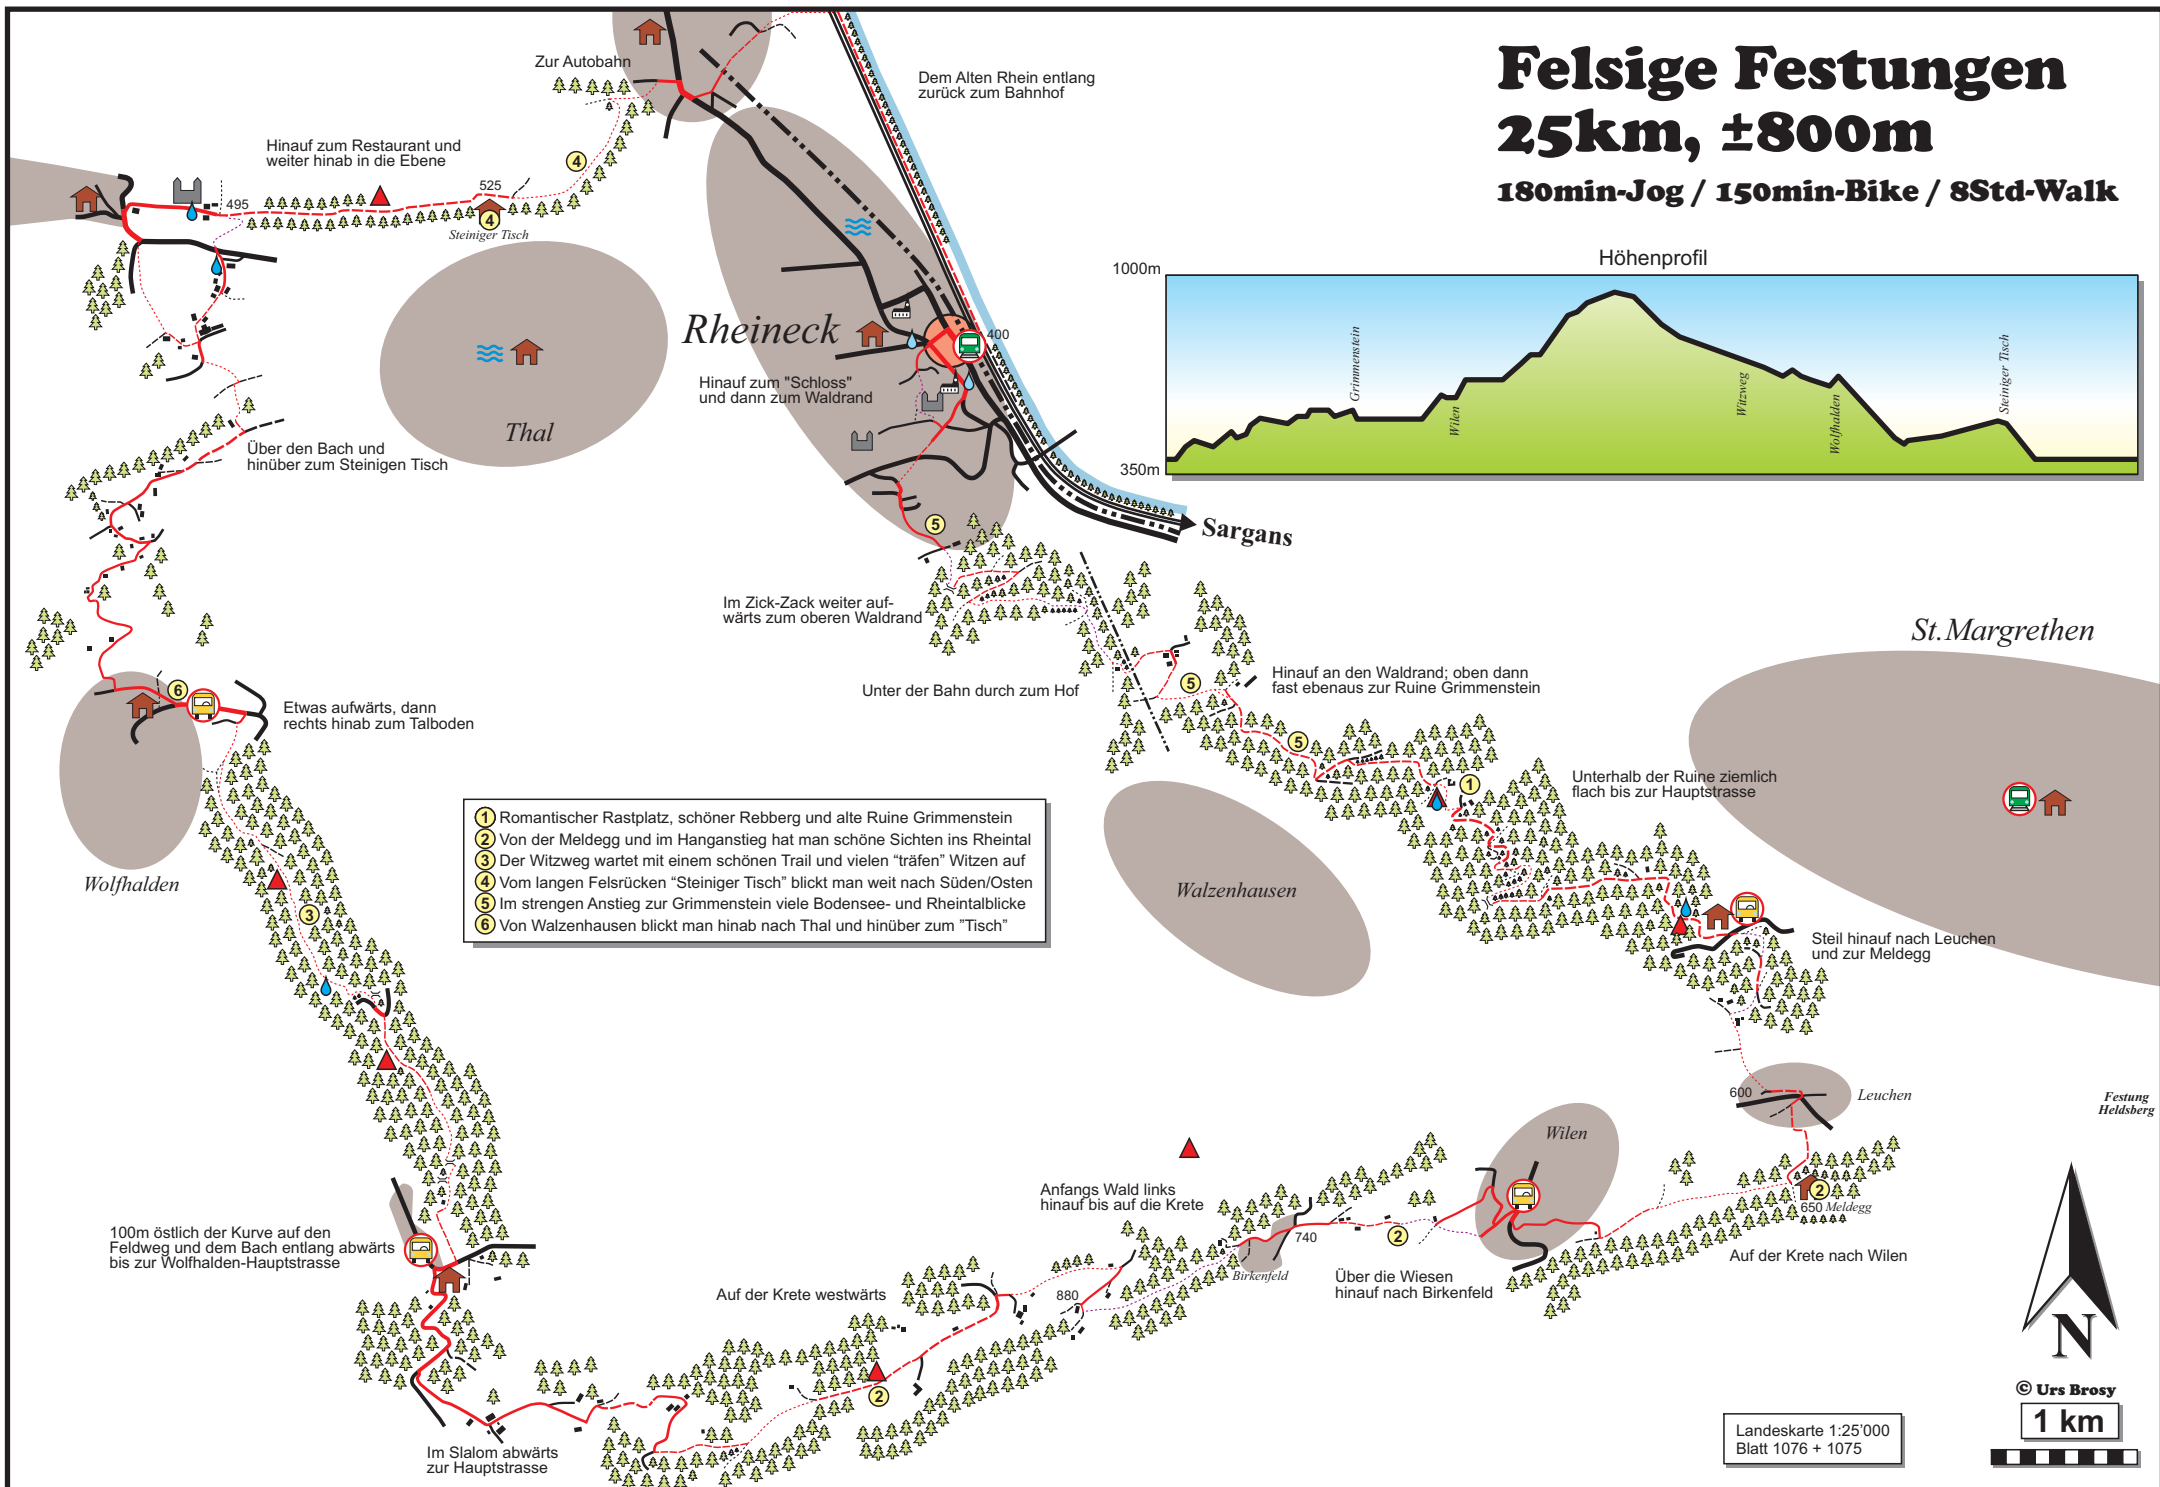 Felsige Festungen
25km, ±800m
180min-Jog / 150min-Bike / 8Std-Walk
Höhenprofil
1000m
350m
Grimmenstein
Wilen
Witzweg
Wolfhalden
Steiniger Tisch
Zur Autobahn
Dem Alten Rhein entlang
zurück zum Bahnhof
Hinauf zum Restaurant und
weiter hinab in die Ebene
4
525
495
4
Steiniger Tisch
Rheineck
400
Hinauf zum "Schloss"
und dann zum Waldrand
Thal
Über den Bach und
hinüber zum Steinigen Tisch
5
Sargans
Im Zick-Zack weiter auf-
wärts zum oberen Waldrand
St.Margrethen
Unter der Bahn durch zum Hof
5
Hinauf an den Waldrand; oben dann
fast ebenaus zur Ruine Grimmenstein
6
Etwas aufwärts, dann
rechts hinab zum Talboden
5
1
Unterhalb der Ruine ziemlich
flach bis zur Hauptstrasse
1 Romantischer Rastplatz, schöner Rebberg und alte Ruine Grimmenstein
2 Von der Meldegg und im Hanganstieg hat man schöne Sichten ins Rheintal
3 Der Witzweg wartet mit einem schönen Trail und vielen “träfen” Witzen auf
4 Vom langen Felsrücken “Steiniger Tisch” blickt man weit nach Süden/Osten
5 Im strengen Anstieg zur Grimmenstein viele Bodensee- und Rheintalblicke
6 Von Walzenhausen blickt man hinab nach Thal und hinüber zum ”Tisch”
Wolfhalden
Walzenhausen
3
Steil hinauf nach Leuchen
und zur Meldegg
600
Leuchen
Festung
Heldsberg
Wilen
Anfangs Wald links
hinauf bis auf die Krete
2
650 Meldegg
100m östlich der Kurve auf den
Feldweg und dem Bach entlang abwärts
bis zur Wolfhalden-Hauptstrasse
740
2
Auf der Krete nach Wilen
Birkenfeld
Über die Wiesen
hinauf nach Birkenfeld
Auf der Krete westwärts
880
2
N
Im Slalom abwärts
zur Hauptstrasse
© Urs Brosy
1 km
Landeskarte 1:25'000
Blatt 1076 + 1075